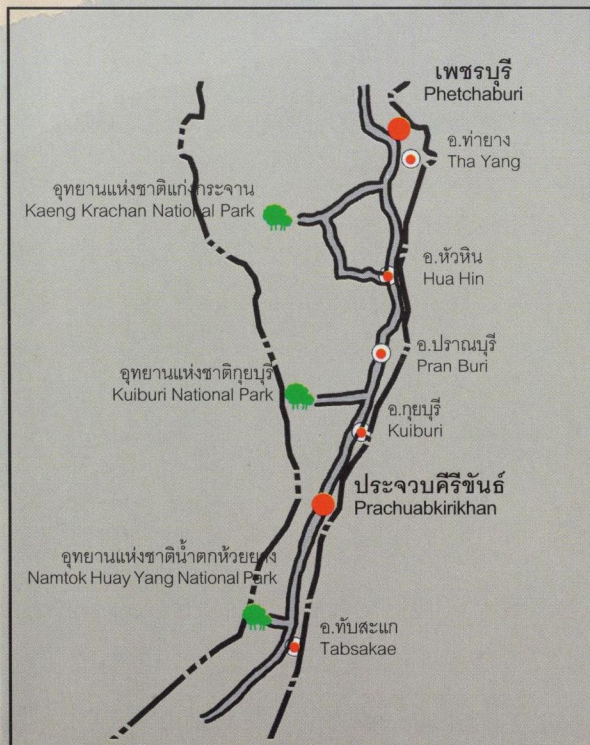 เพชรบุรี
Phetchaburi
อ.ท่ายาง
Tha Yang
อุทยานแห่งชาติแก่งกระจาน
Kaeng Krachan National Park
อ.หัวหิน
Hua Hin
อ.ปราณบุรี
Pran Buri
อุทยานแห่งชาติกุยบุรี
Kuiburi National Park
อ.กุยบุรี
Kuiburi
ประจวบคีรีขันธ์
Prachuabkirikhan
อุทยานแห่งชาติน้ำตกห้วยยาง
Namtok Huay Yang National Park
อ.ทับสะแก
Tabsakae